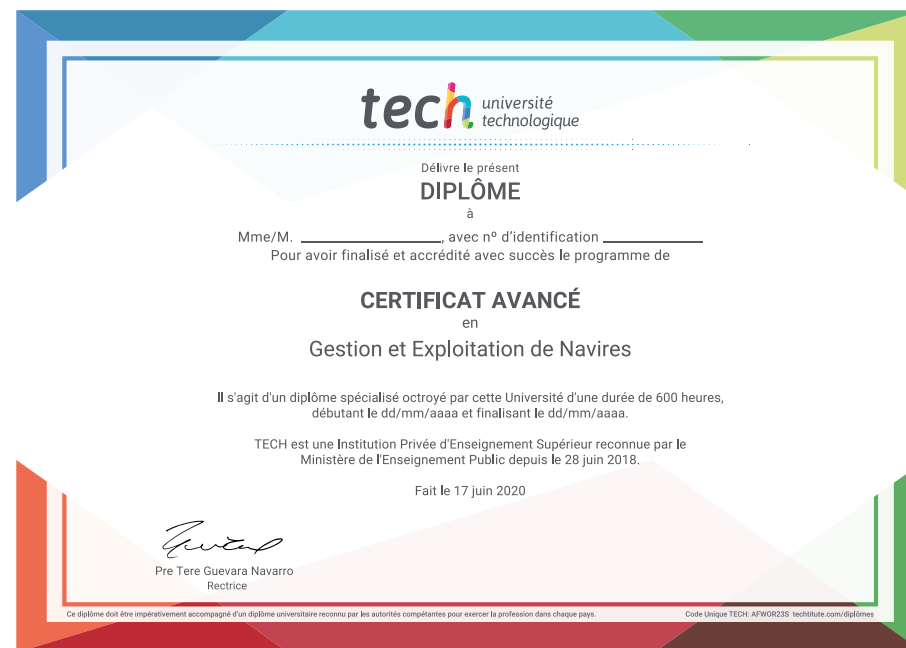 tech université
technologique
Délivre le présent
DIPLÔME
à
Mme/M. ____________________, avec nº d'identification ______________
Pour avoir finalisé et accrédité avec succès le programme de
CERTIFICAT AVANCÉ
en
Gestion et Exploitation de Navires
Il s'agit d'un diplôme spécialisé octroyé par cette Université d'une durée de 600 heures,
débutant le dd/mm/aaaa et finalisant le dd/mm/aaaa.
TECH est une Institution Privée d'Enseignement Supérieur reconnue par le
Ministère de l'Enseignement Public depuis le 28 juin 2018.
Fait le 17 juin 2020
Pre Tere Guevara Navarro
Rectrice
Ce diplôme doit être impérativement accompagné d'un diplôme universitaire reconnu par les autorités compétentes pour exercer la profession dans chaque pays. Code Unique TECH: AFWOR23S techtitute.com/diplômes